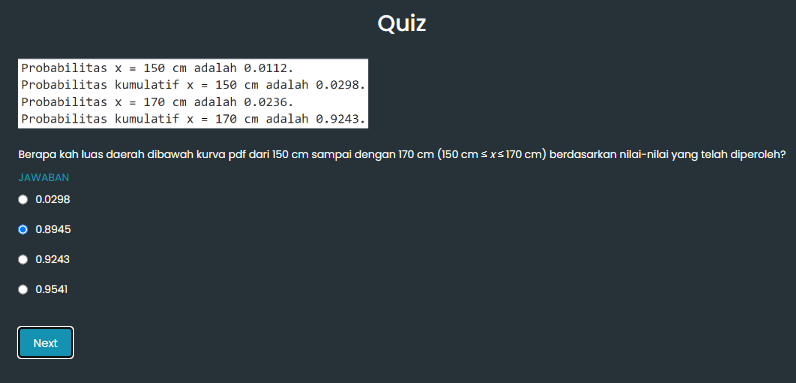 Quiz
Probabilitas x = 150 cm adalah 0.0112.
Probabilitas kumulatif x = 150 cm adalah 0.0298.
Probabilitas x = 170 cm adalah 0.0236.
Probabilitas kumulatif x = 170 cm adalah 0.9243.
Berapa kah luas daerah dibawah kurva pdf dari 150 cm sampai dengan 170 cm (150 cm ≤ x ≤ 170 cm) berdasarkan nilai-nilai yang telah diperoleh?
JAWABAN
0.0298
0.8945
0.9243
0.9541
Next